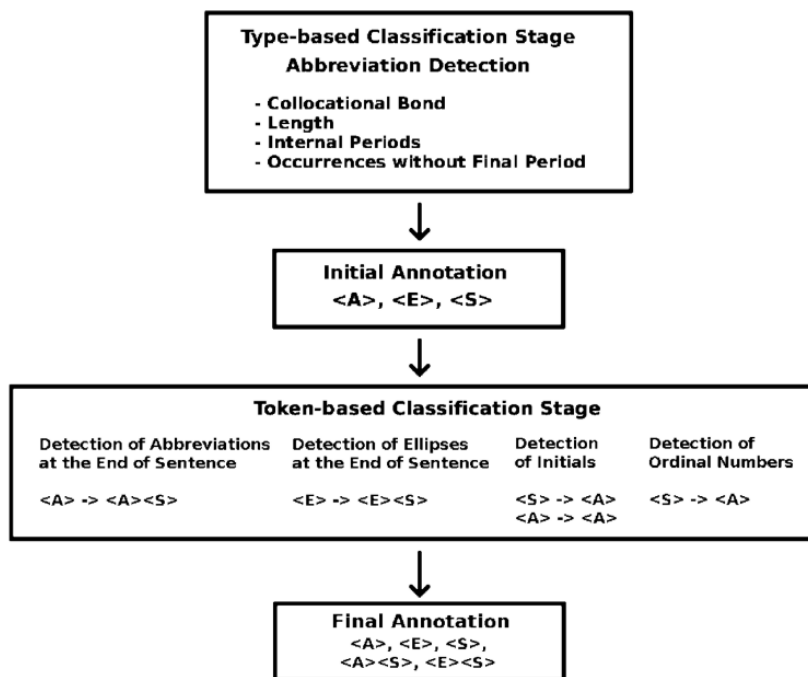 Type-based Classification Stage
Abbreviation Detection
- Collocational Bond
- Length
- Internal Periods
- Occurrences without Final Period
Initial Annotation
<A>, <E>, <S>
Token-based Classification Stage
Detection of Abbreviations
at the End of Sentence
<A> -> <A><S>
Detection of Ellipses
at the End of Sentence
<E> -> <E><S>
Detection
of Initials
<S> -> <A>
<A> -> <A>
Detection of
Ordinal Numbers
<S> -> <A>
Final Annotation
<A>, <E>, <S>,
<A><S>, <E><S>